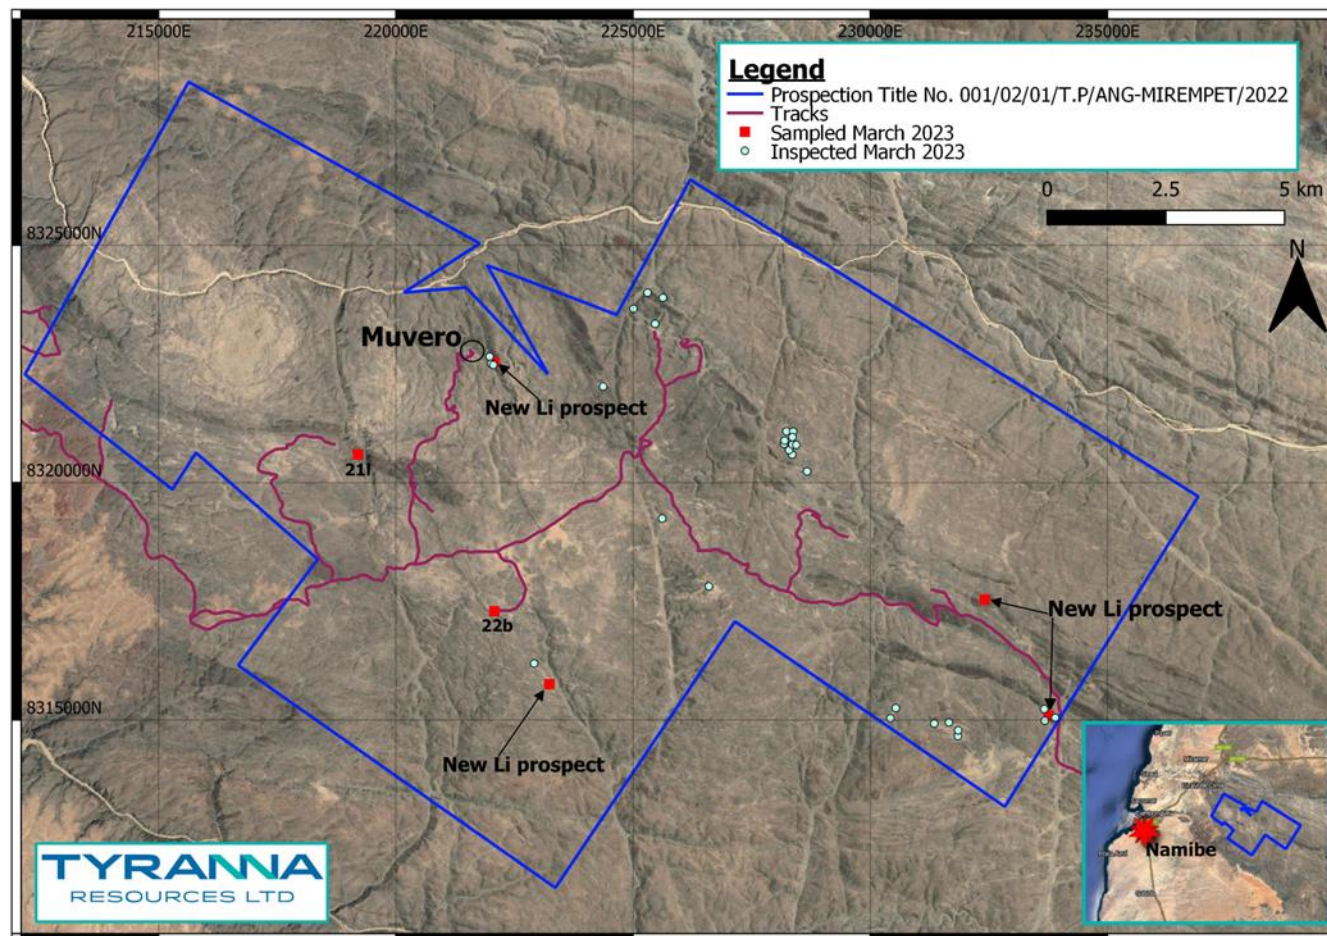 215000E
220000E
225000E
230000E
235000E
Legend
Prospection Title No. 001/02/01/T.P/ANG-MIREMPET/2022
Tracks
Sampled March 2023
Inspected March 2023
0 2.5 5 km
N
8325000N
Muvero
New Li prospect
8320000N
21l
22b
New Li prospect
8315000N
New Li prospect
Namibe
TYRANNA
RESOURCES LTD